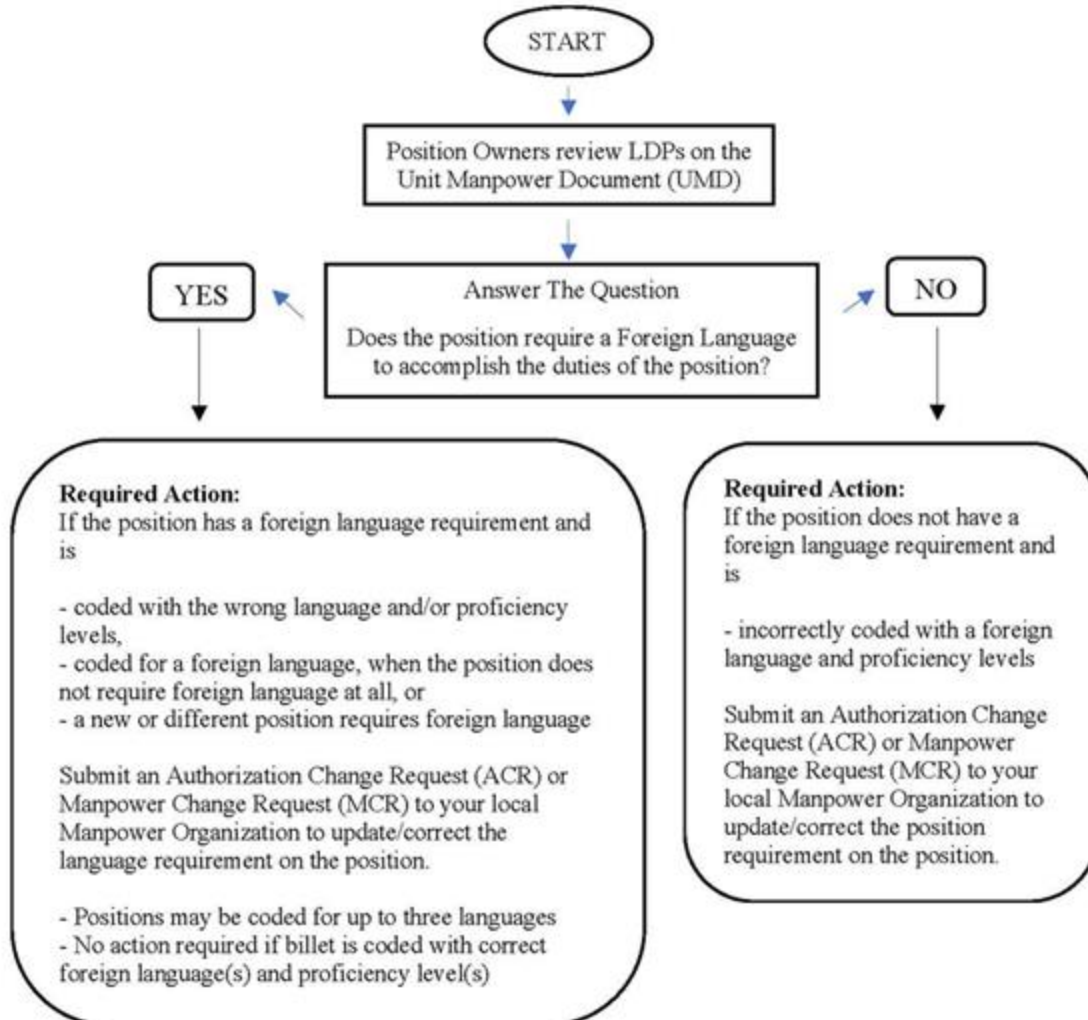 START
Position Owners review LDPs on the
Unit Manpower Document (UMD)
YES
Answer The Question
Does the position require a Foreign Language
to accomplish the duties of the position?
NO
Required Action:
If the position has a foreign language requirement and
is
- coded with the wrong language and/or proficiency
levels,
- coded for a foreign language, when the position does
not require foreign language at all, or
- a new or different position requires foreign language
Submit an Authorization Change Request (ACR) or
Manpower Change Request (MCR) to your local
Manpower Organization to update/correct the
language requirement on the position.
- Positions may be coded for up to three languages
- No action required if billet is coded with correct
foreign language(s) and proficiency level(s)
Required Action:
If the position does not have a
foreign language requirement and
is
- incorrectly coded with a foreign
language and proficiency levels
Submit an Authorization Change
Request (ACR) or Manpower
Change Request (MCR) to your
local Manpower Organization to
update/correct the position
requirement on the position.